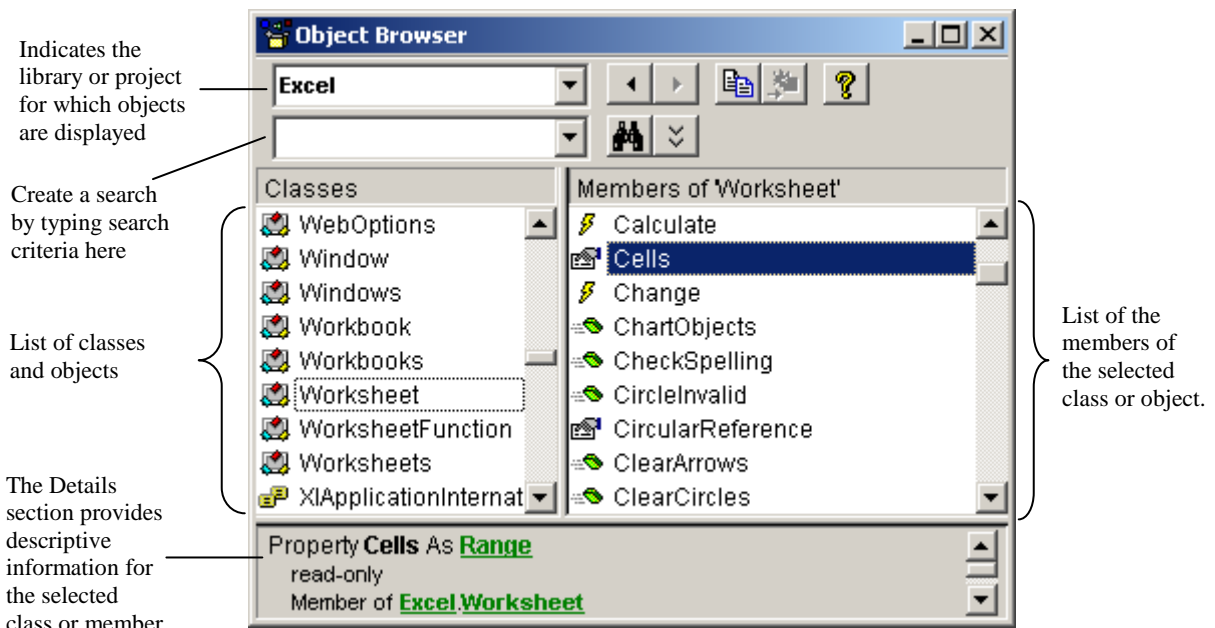 Object Browser
Indicates the
library or project
for which objects
are displayed
Excel
Create a search
by typing search
criteria here
Classes
Members of 'Worksheet'
WebOptions
Window
Windows
Workbook
Workbooks
Worksheet
WorksheetFunction
Worksheets
XlApplicationInternat
Calculate
Cells
Change
ChartObjects
CheckSpelling
CircleInvalid
CircularReference
ClearArrows
ClearCircles
List of classes
and objects
List of the
members of
the selected
class or object.
The Details
section provides
descriptive
information for
the selected
class or member
Property Cells As Range
read-only
Member of Excel.Worksheet